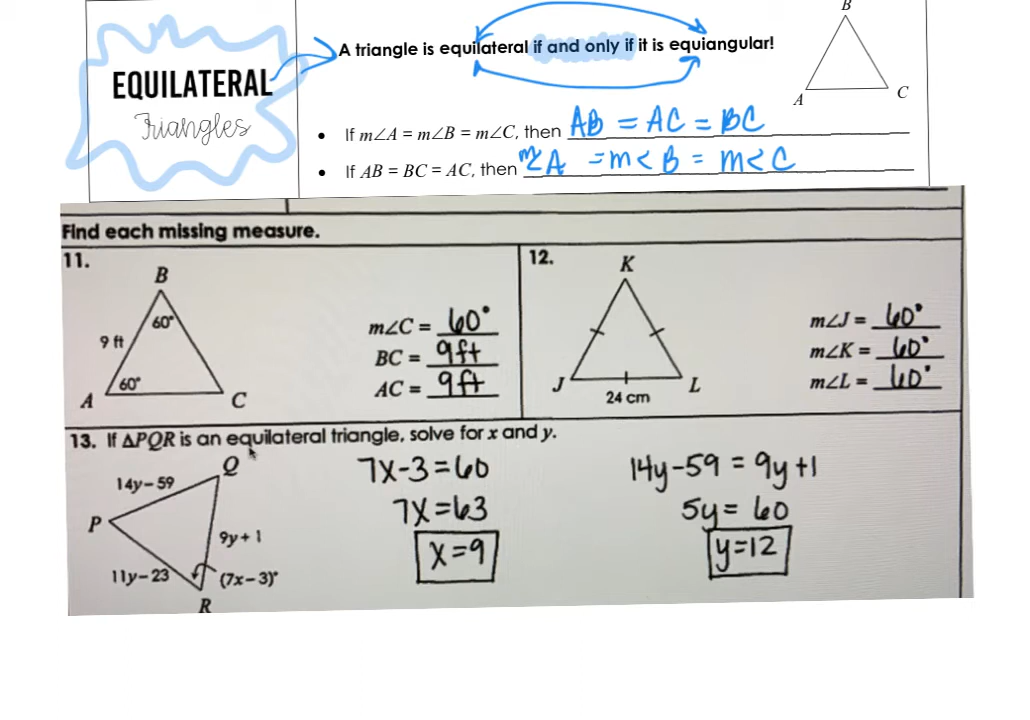 B
A triangle is equilateral if and only if it is equiangular!
EQUILATERAL
Triangles
A
C
• If m∠A = m∠B = m∠C, then AB = AC = BC
• If AB = BC = AC, then m∠A = m∠B = m∠C
Find each missing measure.
11.
B
60°
9 ft
60°
A
C
m∠C = 60°
BC = 9ft
AC = 9ft
12.
K
J
L
24 cm
m∠J = 60°
m∠K = 60°
m∠L = 60°
13. If ΔPQR is an equilateral triangle, solve for x and y.
Q
14y – 59
P
9y + 1
11y – 23
(7x – 3)°
R
7x-3=60
7x=63
x=9
14y-59 = 9y+1
5y = 60
y=12